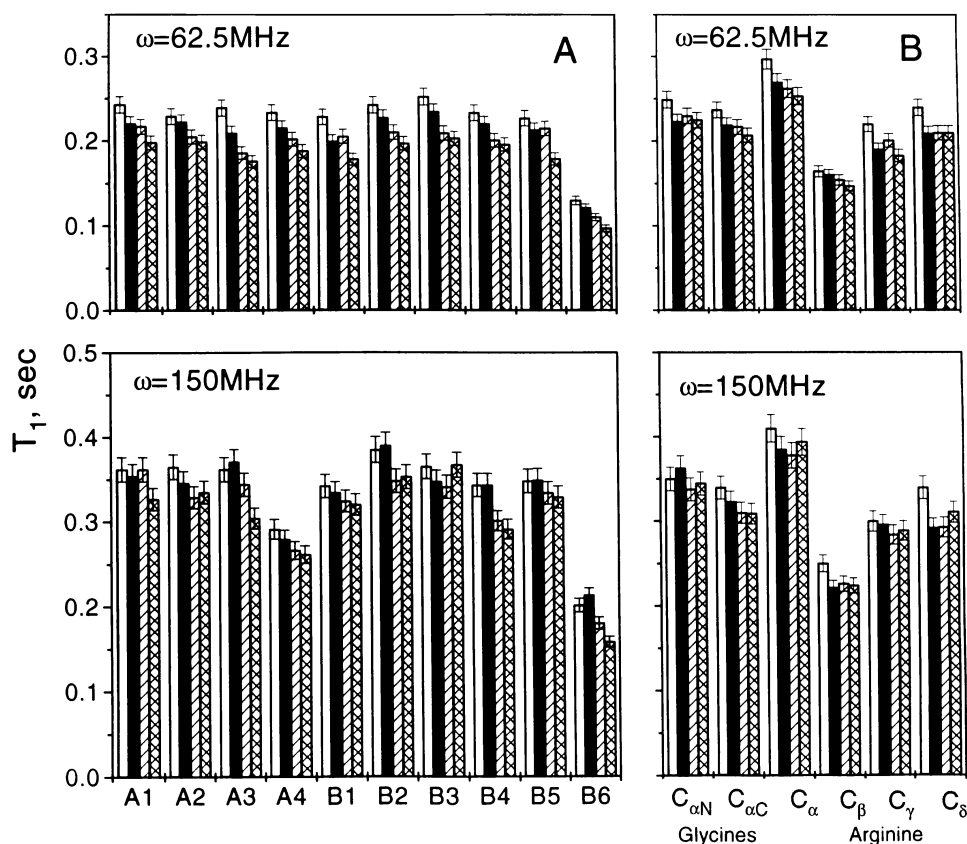 ω=62.5MHz A
0.3
0.2
0.1
0.0
ω=62.5MHz B
T₁, sec
ω=150MHz
0.5
0.4
0.3
0.2
0.1
0.0
A1 A2 A3 A4 B1 B2 B3 B4 B5 B6
ω=150MHz
CαN CαC Cα Cβ Cγ Cδ
Glycines Arginine